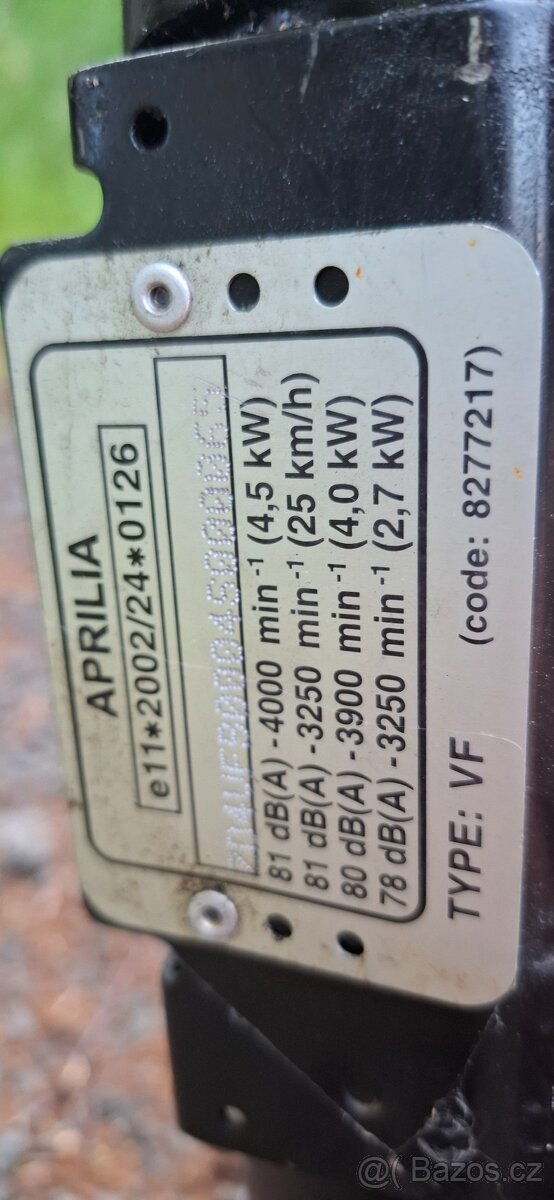 APRILIA
e11*2002/24*0126
81 dB(A) -4000 min⁻¹ (4,5 kW)
81 dB(A) -3250 min⁻¹ (25 km/h)
80 dB(A) -3900 min⁻¹ (4,0 kW)
78 dB(A) -3250 min⁻¹ (2,7 kW)
TYPE: VF (code: 8277217)
@( Bazos.cz